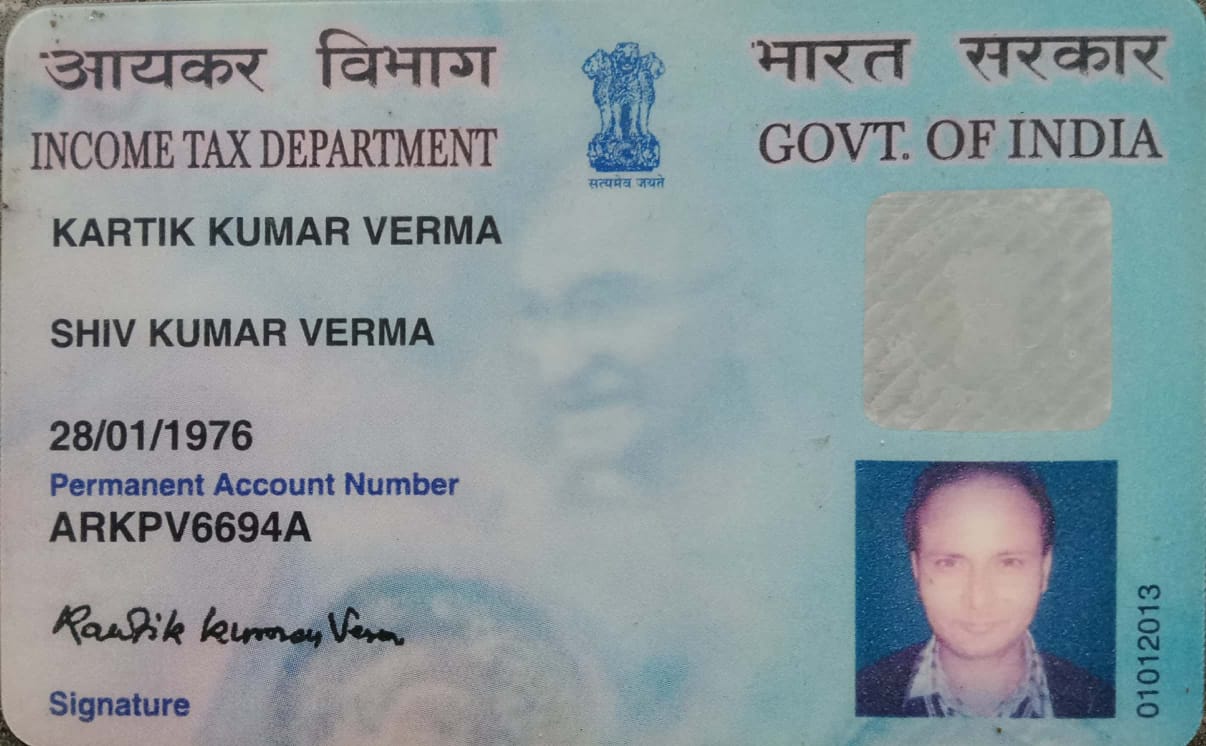 आयकर विभाग
भारत सरकार
INCOME TAX DEPARTMENT
GOVT. OF INDIA
सत्यमेव जयते
KARTIK KUMAR VERMA
SHIV KUMAR VERMA
28/01/1976
Permanent Account Number
ARKPV6694A
Kartik Kumar Verma
Signature
01012013